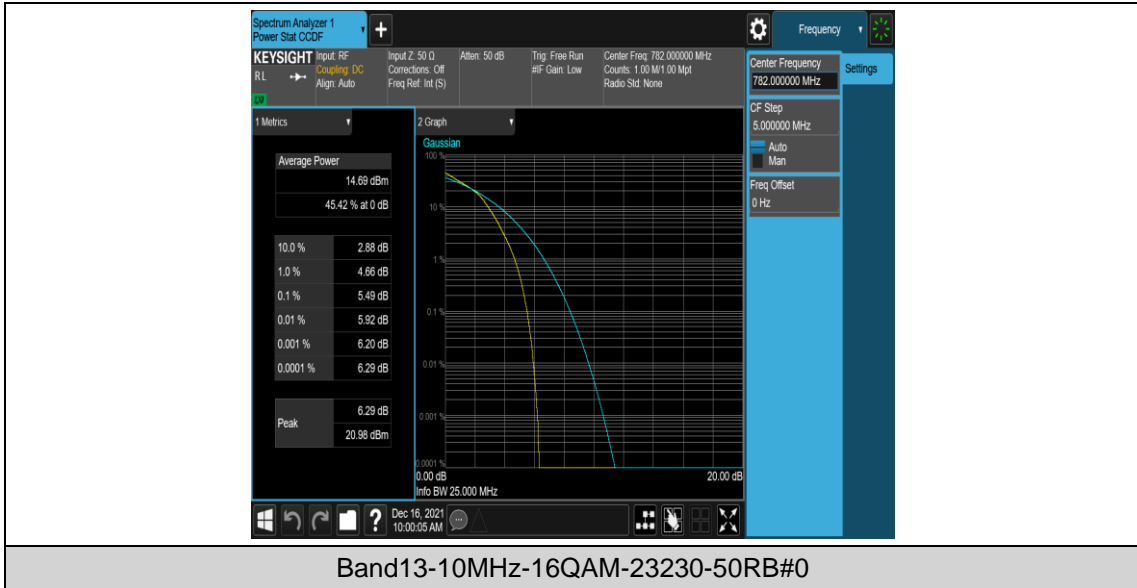 Spectrum Analyzer 1
Power Stat CCDF
Frequency
KEYSIGHT
RL
LXI
Input: RF
Coupling: DC
Align: Auto
Input Z: 50 Ω
Corrections: Off
Freq Ref: Int (S)
Atten: 50 dB
Trig: Free Run
#IF Gain: Low
Center Freq: 782.000000 MHz
Counts: 1.00 M/1.00 Mpt
Radio Std: None
Center Frequency
782.000000 MHz
Settings
CF Step
5.000000 MHz
Auto
Man
Freq Offset
0 Hz
1 Metrics
Average Power
14.69 dBm
45.42 % at 0 dB
10.0 % 2.88 dB
1.0 % 4.66 dB
0.1 % 5.49 dB
0.01 % 5.92 dB
0.001 % 6.20 dB
0.0001 % 6.29 dB
Peak
6.29 dB
20.98 dBm
2 Graph
Gaussian
100 %
10 %
1 %
0.1 %
0.01 %
0.001 %
0.0001 %
0.00 dB 20.00 dB
Info BW 25.000 MHz
?
Dec 16, 2021
10:00:05 AM
Band13-10MHz-16QAM-23230-50RB#0